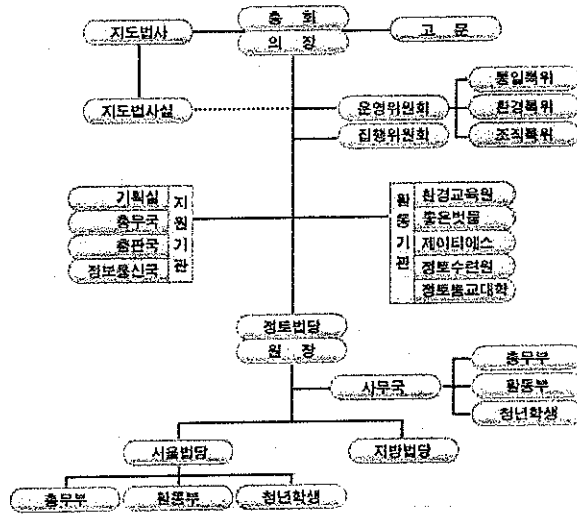 총 회
지도법사
고 문
의 장
통일특위
지도법사실
운영위원회
환경특위
집행위원회
조직특위
기획실
총무국
출판국
정보통신국
지원기관
활동기관
환경교육원
좋은벗들
제이티에스
정토수련원
정토불교대학
정토법당
원 장
총무부
사무국
활동부
청년학생
서울법당
지방법당
총무부
활동부
청년학생